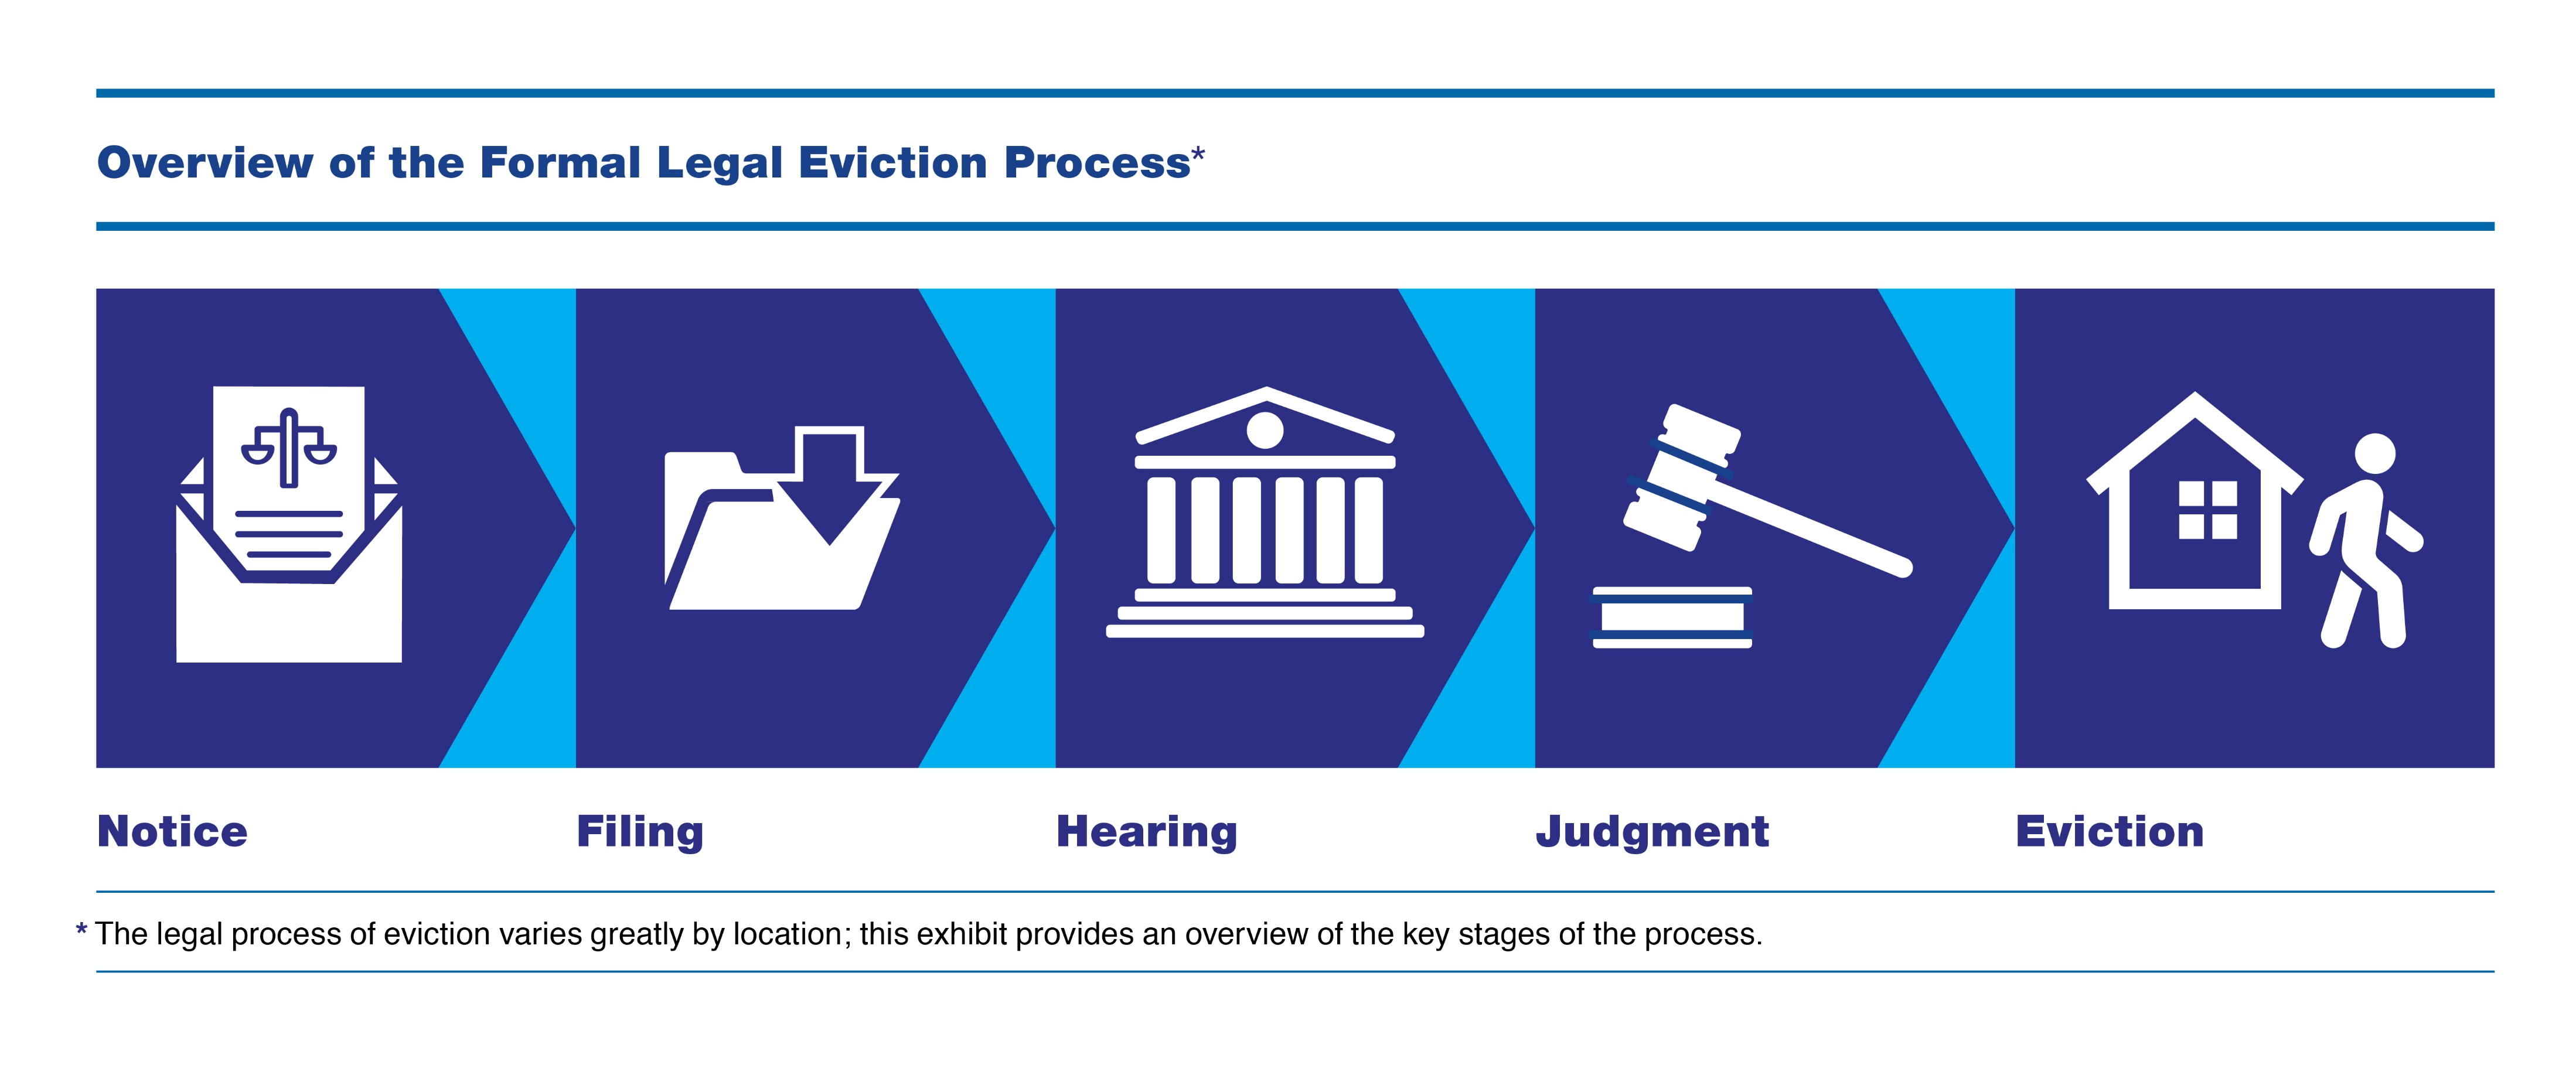 Overview of the Formal Legal Eviction Process*
Notice
Filing
Hearing
Judgment
Eviction
* The legal process of eviction varies greatly by location; this exhibit provides an overview of the key stages of the process.